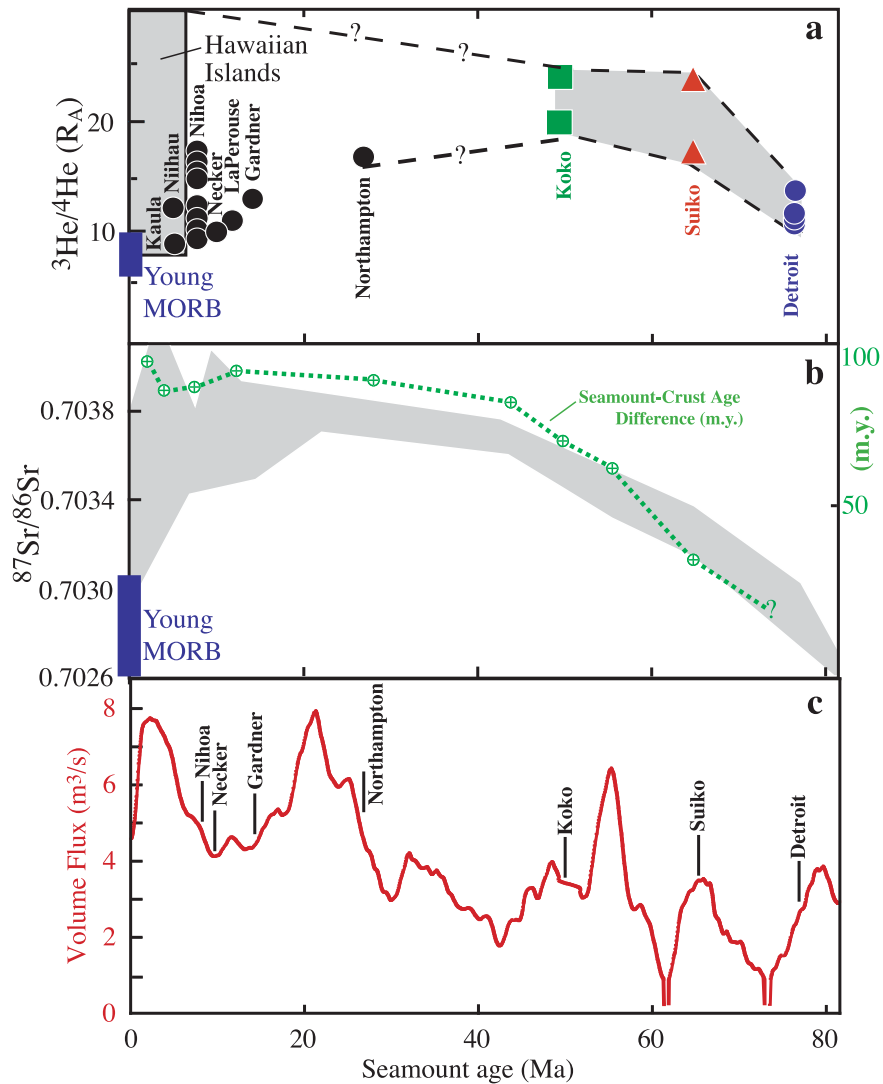 a
³He/⁴He (R_A)
20
10
Hawaiian
Islands
?
?
?
Kaula
Niihau
Nihoa
Necker
LaPerouse
Gardner
Northampton
Koko
Suiko
Detroit
Young
MORB
b
⁸⁷Sr/⁸⁶Sr
0.7038
0.7034
0.7030
0.7026
100
50
(m.y.)
Seamount-Crust Age
Difference (m.y.)
?
Young
MORB
c
Volume Flux (m³/s)
8
6
4
2
0
Nihoa
Necker
Gardner
Northampton
Koko
Suiko
Detroit
0
20
40
60
80
Seamount age (Ma)